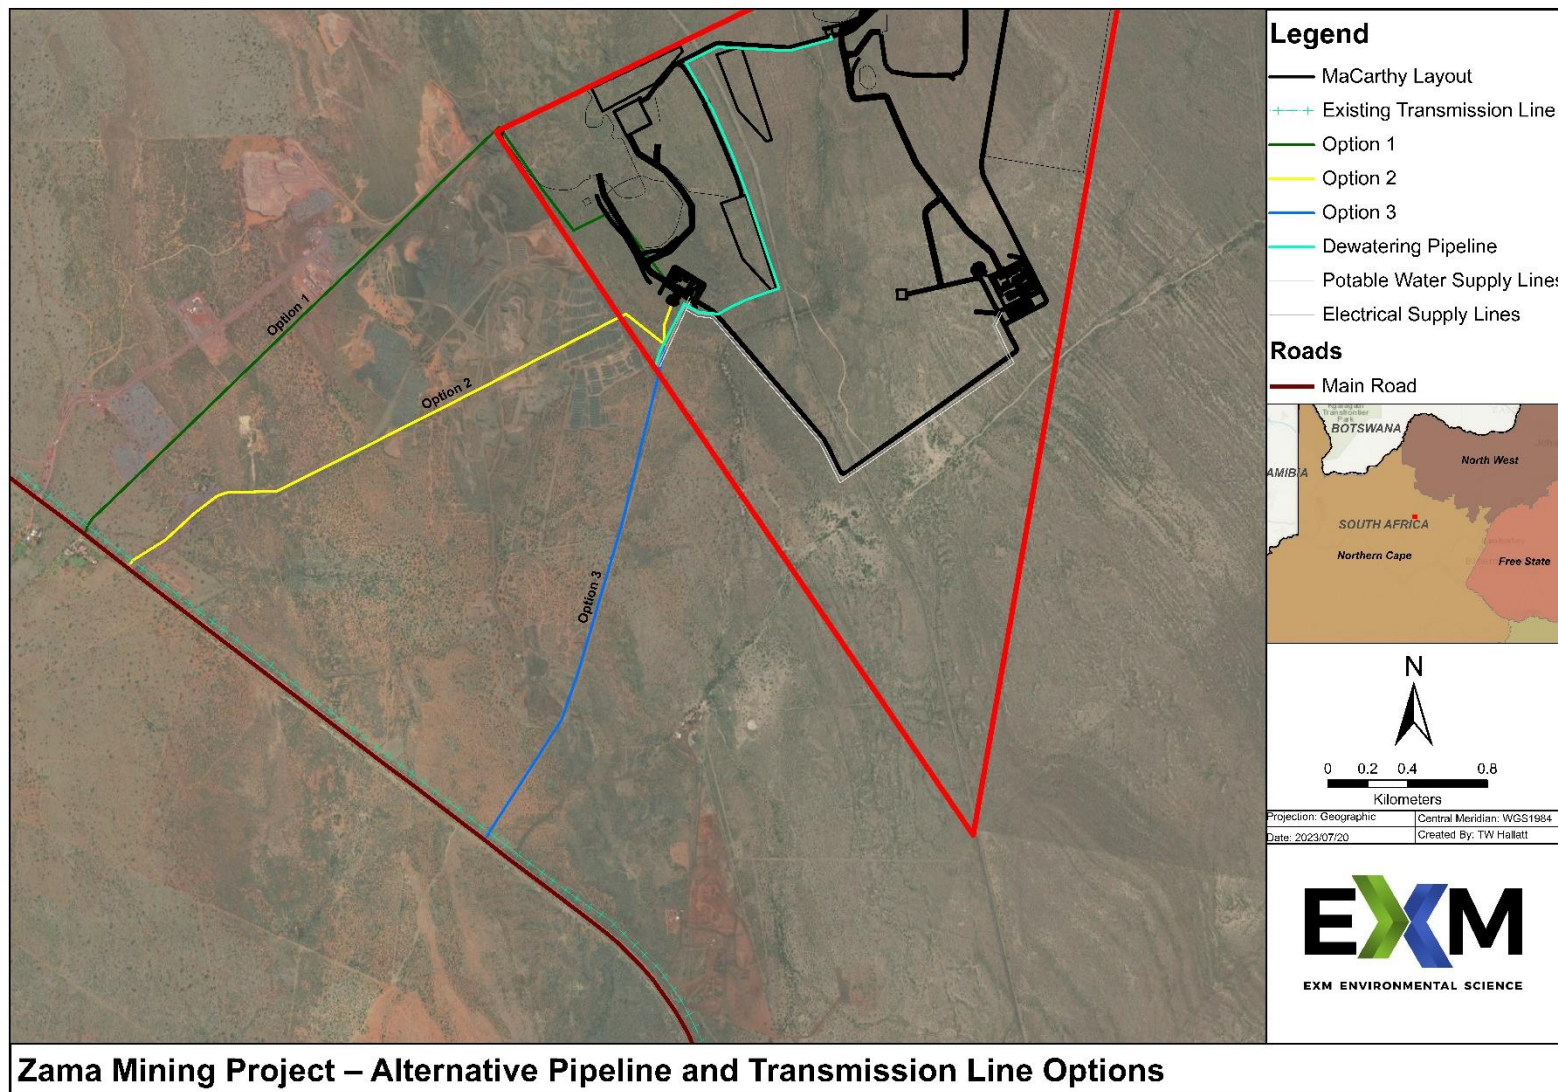 Legend
MaCarthy Layout
Existing Transmission Line
Option 1
Option 2
Option 3
Dewatering Pipeline
Potable Water Supply Lines
Electrical Supply Lines
Roads
Main Road
Option 1
Option 2
Option 3
Transfrontier
Park
BOTSWANA
North West
AMIBIA
SOUTH AFRICA
Northern Cape
Free State
N
0 0.2 0.4 0.8
Kilometers
Projection: Geographic
Central Meridian: WGS1984
Date: 2023/07/20
Created By: TW Hallatt
EXM
EXM ENVIRONMENTAL SCIENCE
Zama Mining Project – Alternative Pipeline and Transmission Line Options